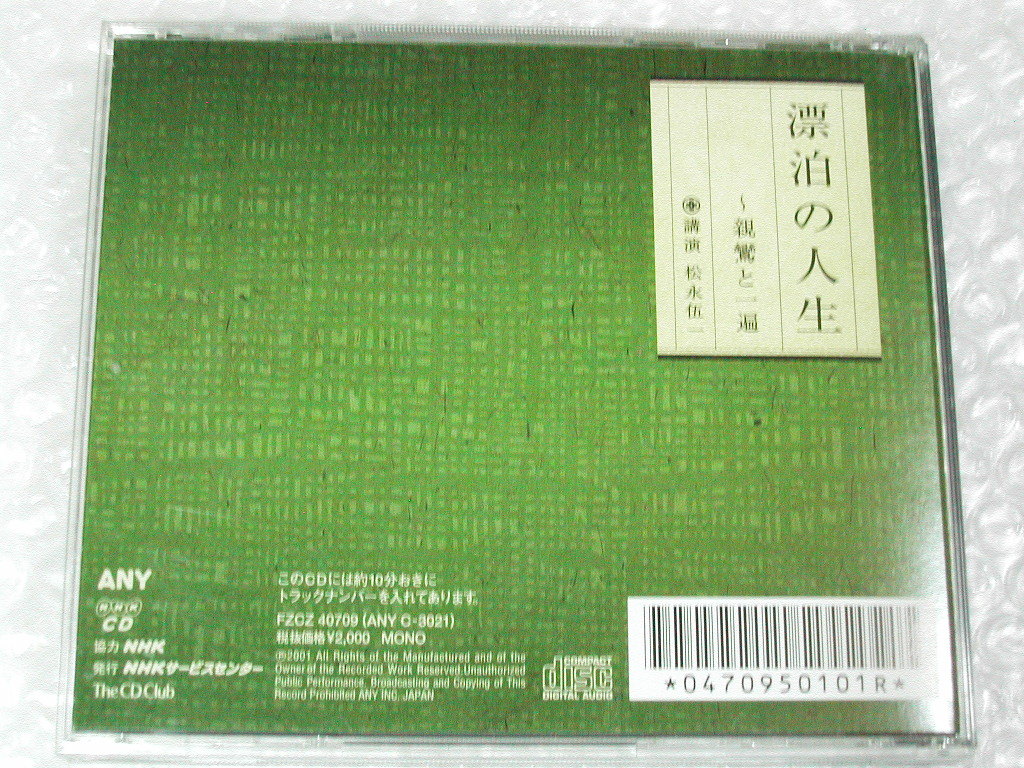 漂泊の人生
～親鸞と一遍
講演 松永伍一
ANY
NHK
CD
協力 NHK
発行 NHKサービスセンター
The CD Club
このCDには約10分おきに
トラックナンバーを入れてあります。
FZCZ 40709 (ANY C-3021)
税抜価格¥2,000 MONO
Ⓟ2001 All Rights of the Manufactured and of the
Owner of the Record Work Reserved.Unauthorized
Public Performance, Broadcasting and Copying of This
Record Prohibited ANY INC. JAPAN
COMPACT
disc
DIGITAL AUDIO
*0470950101R*